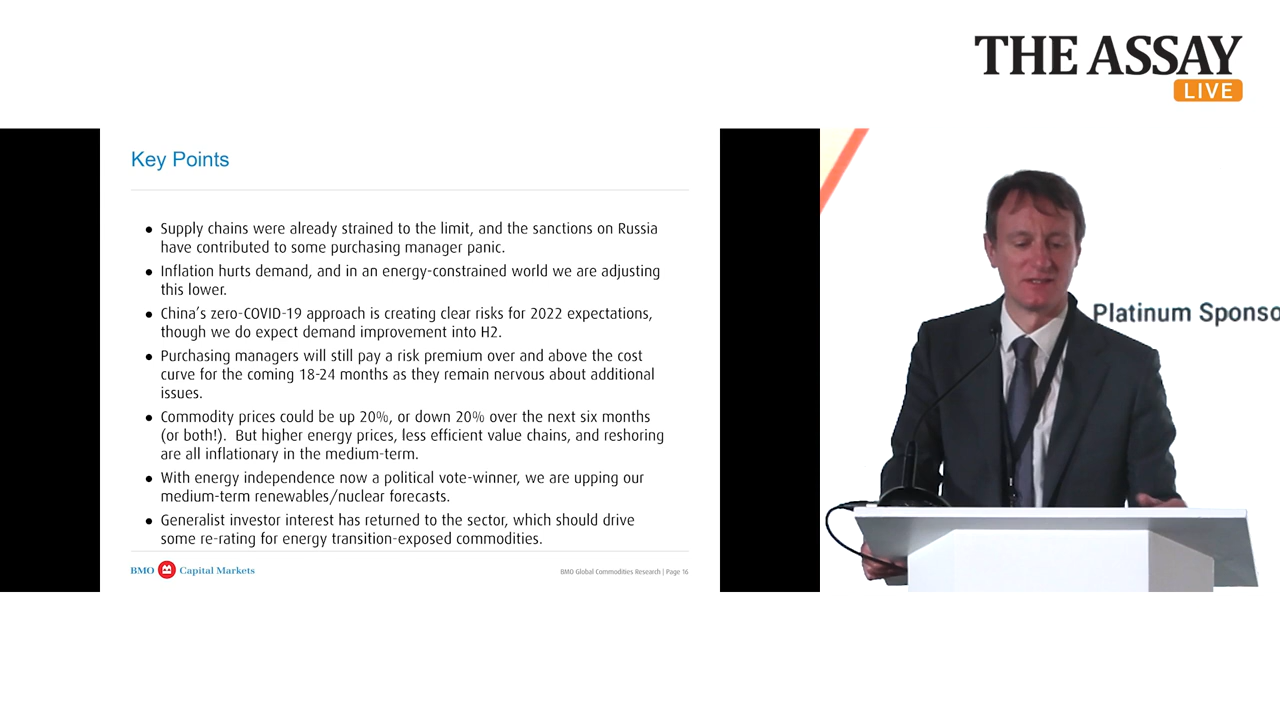 THE ASSAY
LIVE
Key Points
● Supply chains were already strained to the limit, and the sanctions on Russia
have contributed to some purchasing manager panic.
● Inflation hurts demand, and in an energy-constrained world we are adjusting
this lower.
● China's zero-COVID-19 approach is creating clear risks for 2022 expectations,
though we do expect demand improvement into H2.
● Purchasing managers will still pay a risk premium over and above the cost
curve for the coming 18-24 months as they remain nervous about additional
issues.
● Commodity prices could be up 20%, or down 20% over the next six months
(or both!).  But higher energy prices, less efficient value chains, and reshoring
are all inflationary in the medium-term.
● With energy independence now a political vote-winner, we are upping our
medium-term renewables/nuclear forecasts.
● Generalist investor interest has returned to the sector, which should drive
some re-rating for energy transition-exposed commodities.
BMO Capital Markets
BMO Global Commodities Research | Page 16
Platinum Sponso